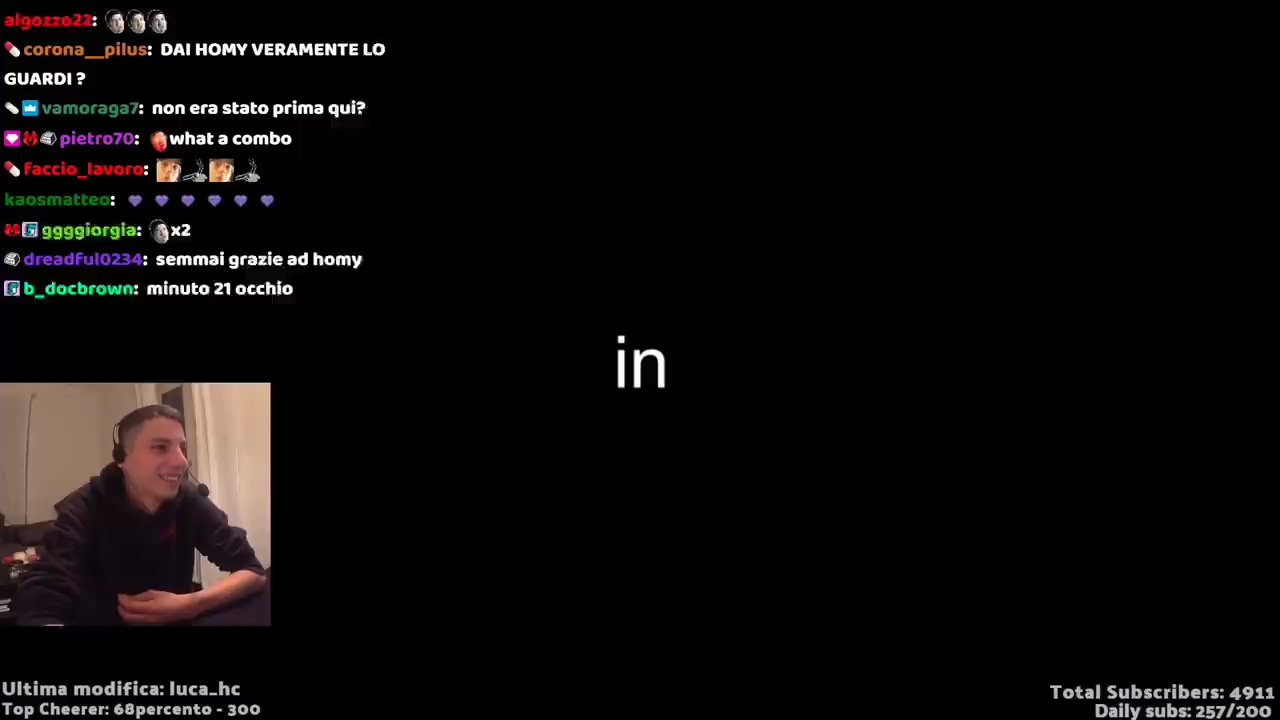 algozzo22:
corona__pilus: DAI HOMY VERAMENTE LO
GUARDI ?
vamoraga7: non era stato prima qui?
pietro70: what a combo
faccio_lavoro:
kaosmatteo:
ggggiorgia: x2
dreadful0234: semmai grazie ad homy
b_docbrown: minuto 21 occhio
in
Ultima modifica: luca_hc
Top Cheerer: 68percento - 300
Total Subscribers: 4911
Daily subs: 257/200